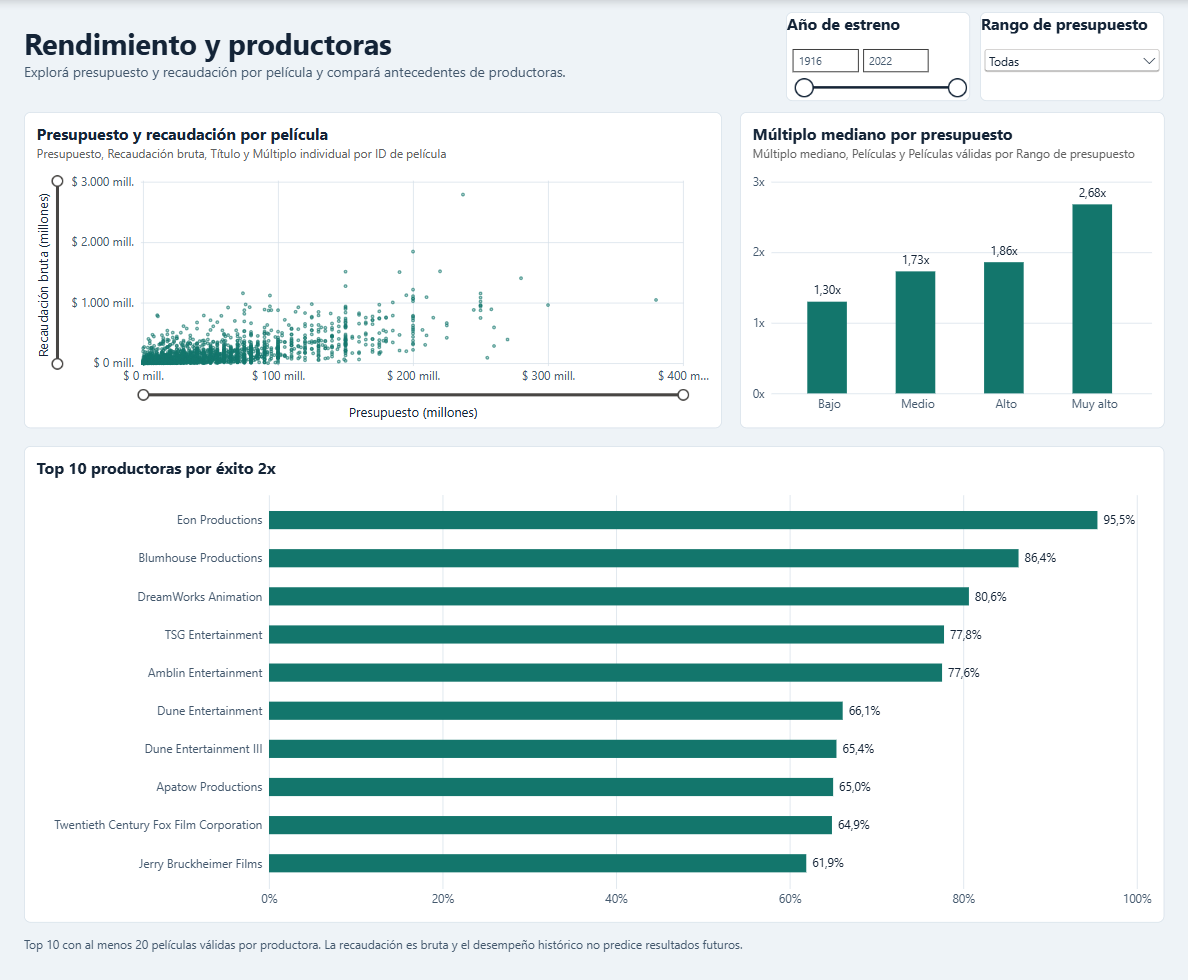 Rendimiento y productoras
Explorá presupuesto y recaudación por película y compará antecedentes de productoras.
Año de estreno
1916
2022
Rango de presupuesto
Todas
Presupuesto y recaudación por película
Presupuesto, Recaudación bruta, Título y Múltiplo individual por ID de película
Recaudación bruta (millones)
$ 3.000 mill.
$ 2.000 mill.
$ 1.000 mill.
$ 0 mill.
$ 0 mill.
$ 100 mill.
$ 200 mill.
$ 300 mill.
$ 400 m...
Presupuesto (millones)
Múltiplo mediano por presupuesto
Múltiplo mediano, Películas y Películas válidas por Rango de presupuesto
3x
2x
1x
0x
1,30x
1,73x
1,86x
2,68x
Bajo
Medio
Alto
Muy alto
Top 10 productoras por éxito 2x
Eon Productions 95,5%
Blumhouse Productions 86,4%
DreamWorks Animation 80,6%
TSG Entertainment 77,8%
Amblin Entertainment 77,6%
Dune Entertainment 66,1%
Dune Entertainment III 65,4%
Apatow Productions 65,0%
Twentieth Century Fox Film Corporation 64,9%
Jerry Bruckheimer Films 61,9%
0% 20% 40% 60% 80% 100%
Top 10 con al menos 20 películas válidas por productora. La recaudación es bruta y el desempeño histórico no predice resultados futuros.